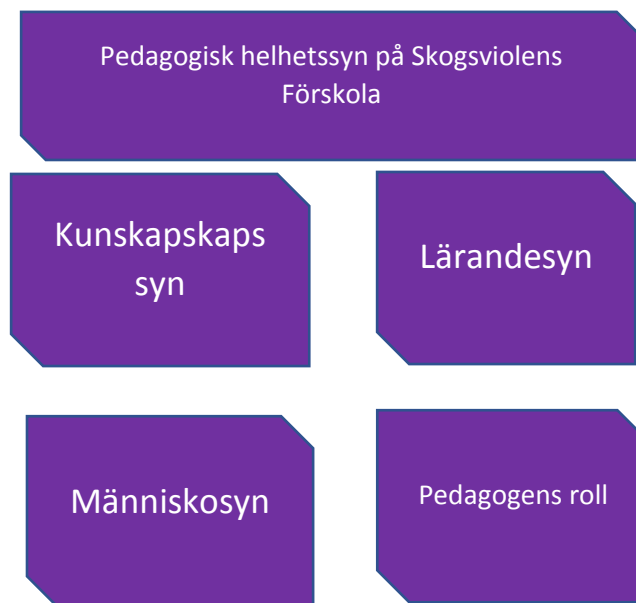 Pedagogisk helhetssyn på Skogsviolens
Förskola
Kunskapskaps
syn
Lärandesyn
Människosyn
Pedagogens roll